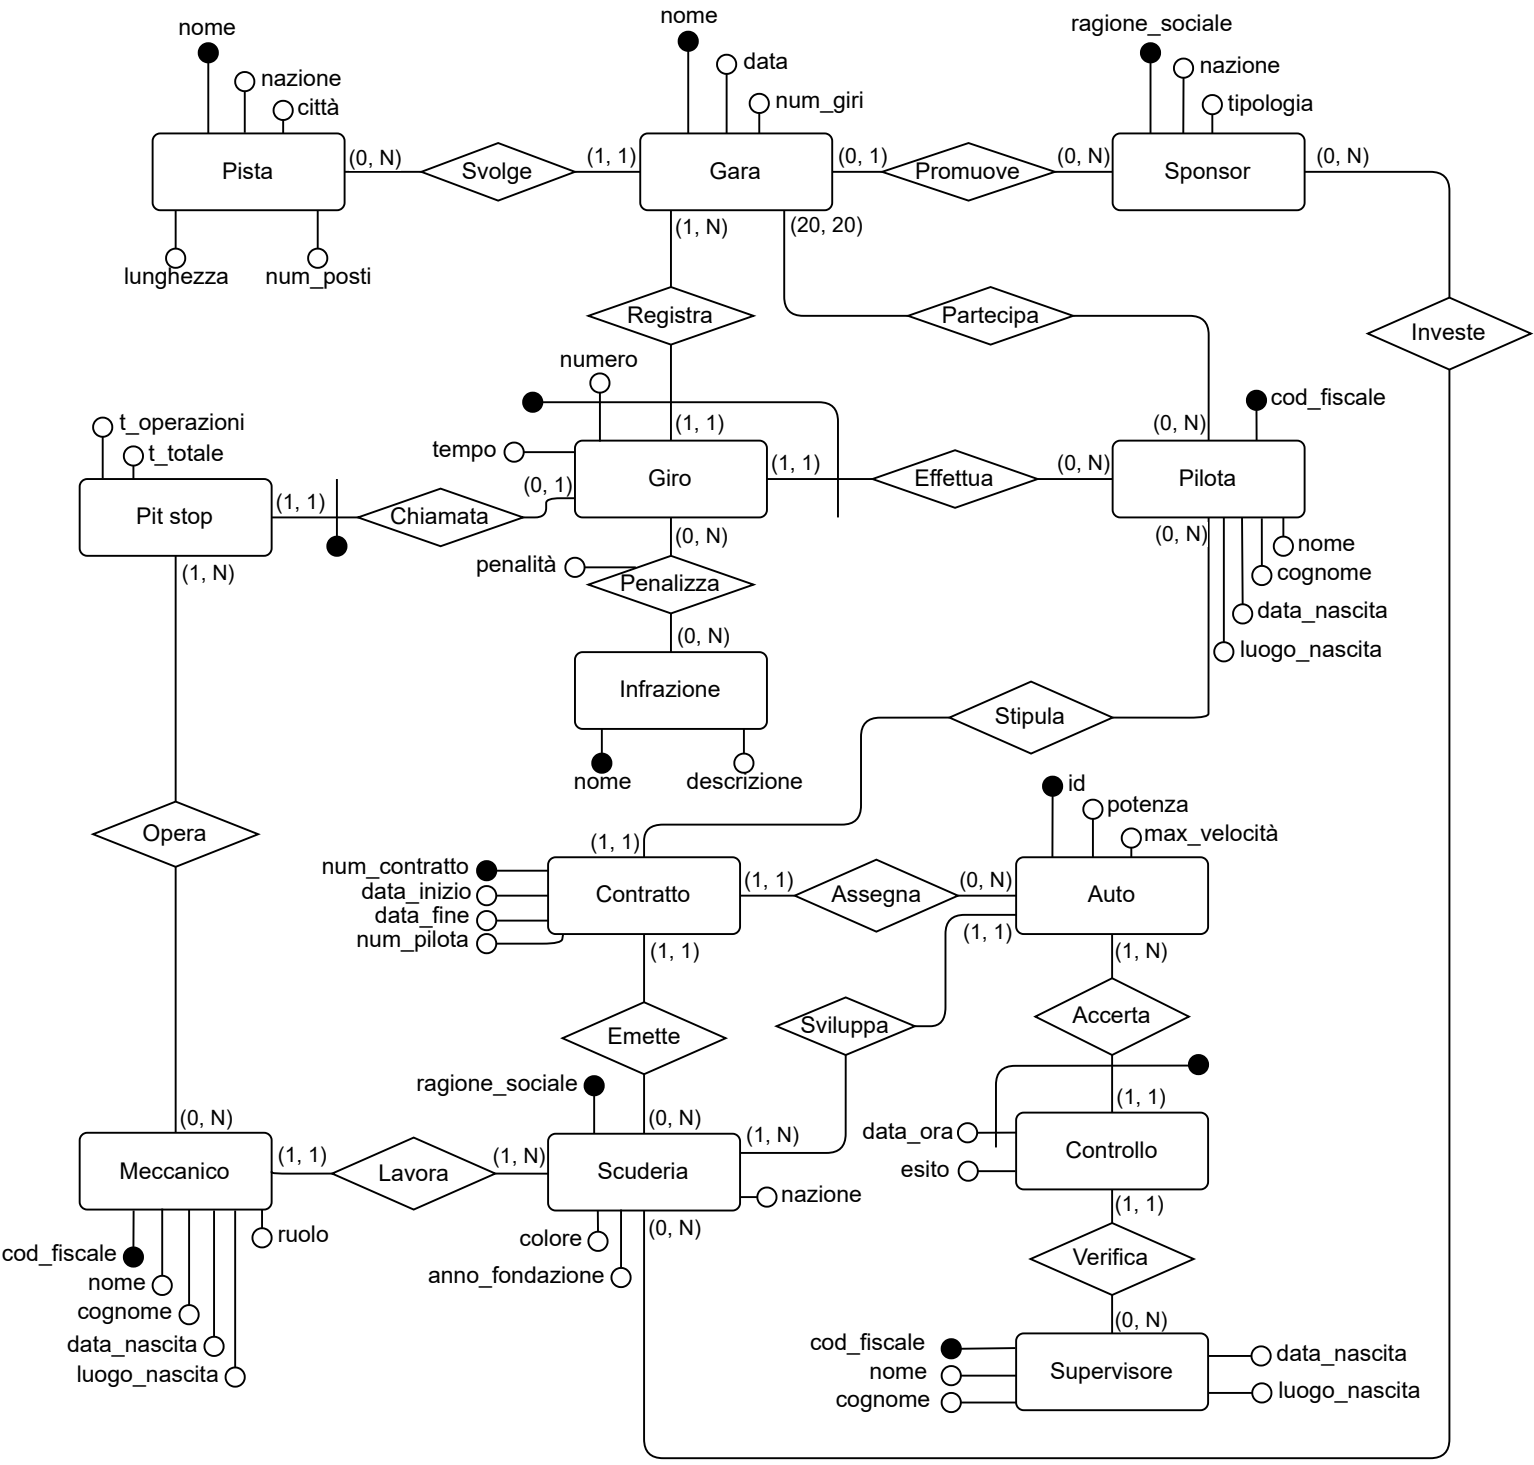 nome
nazione
città
Pista
(0, N)
lunghezza
num_posti
Svolge
(1, 1)
nome
data
num_giri
Gara
(0, 1)
(1, N)
(20, 20)
Promuove
(0, N)
ragione_sociale
nazione
tipologia
Sponsor
(0, N)
Registra
Partecipa
Investe
numero
tempo
(1, 1)
Giro
(1, 1)
(0, 1)
(0, N)
Effettua
(0, N)
(0, N)
cod_fiscale
Pilota
(0, N)
nome
cognome
data_nascita
luogo_nascita
t_operazioni
t_totale
Pit stop
(1, 1)
(1, N)
Chiamata
penalità
Penalizza
(0, N)
Infrazione
nome
descrizione
Stipula
Opera
(1, 1)
num_contratto
data_inizio
data_fine
num_pilota
Contratto
(1, 1)
(1, 1)
Assegna
(0, N)
id
potenza
max_velocità
Auto
(1, 1)
(1, N)
Emette
Sviluppa
Accerta
ragione_sociale
(0, N)
(1, N)
Scuderia
nazione
colore
anno_fondazione
(0, N)
(1, N)
Lavora
(1, 1)
(0, N)
Meccanico
cod_fiscale
nome
cognome
data_nascita
luogo_nascita
ruolo
(1, 1)
data_ora
esito
Controllo
(1, 1)
Verifica
(0, N)
cod_fiscale
nome
cognome
Supervisore
data_nascita
luogo_nascita